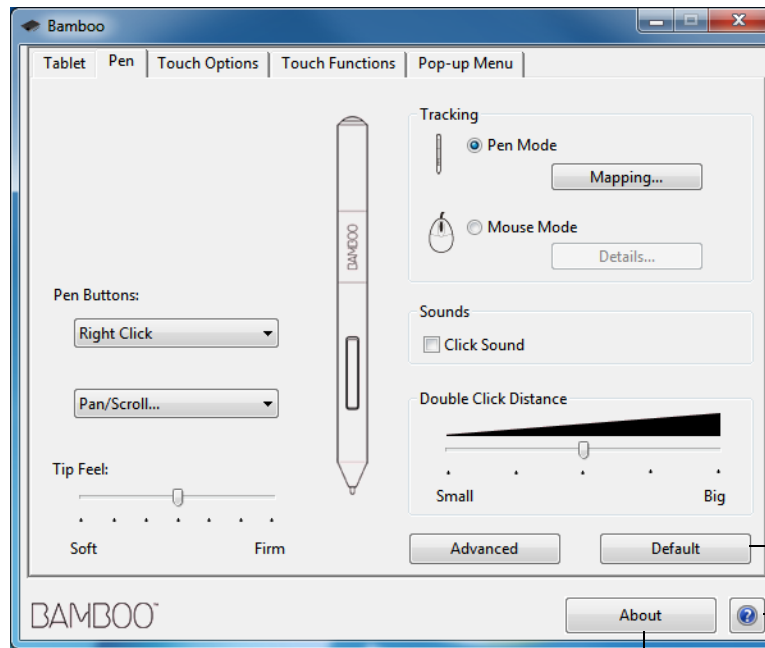 Bamboo
Tablet Pen Touch Options Touch Functions Pop-up Menu
Tracking
Pen Mode
Mapping...
Mouse Mode
Details...
BAMBOO
Pen Buttons:
Right Click
Pan/Scroll...
Sounds
Click Sound
Double Click Distance
Small Big
Tip Feel:
Soft Firm
Advanced Default
BAMBOO™
About ?